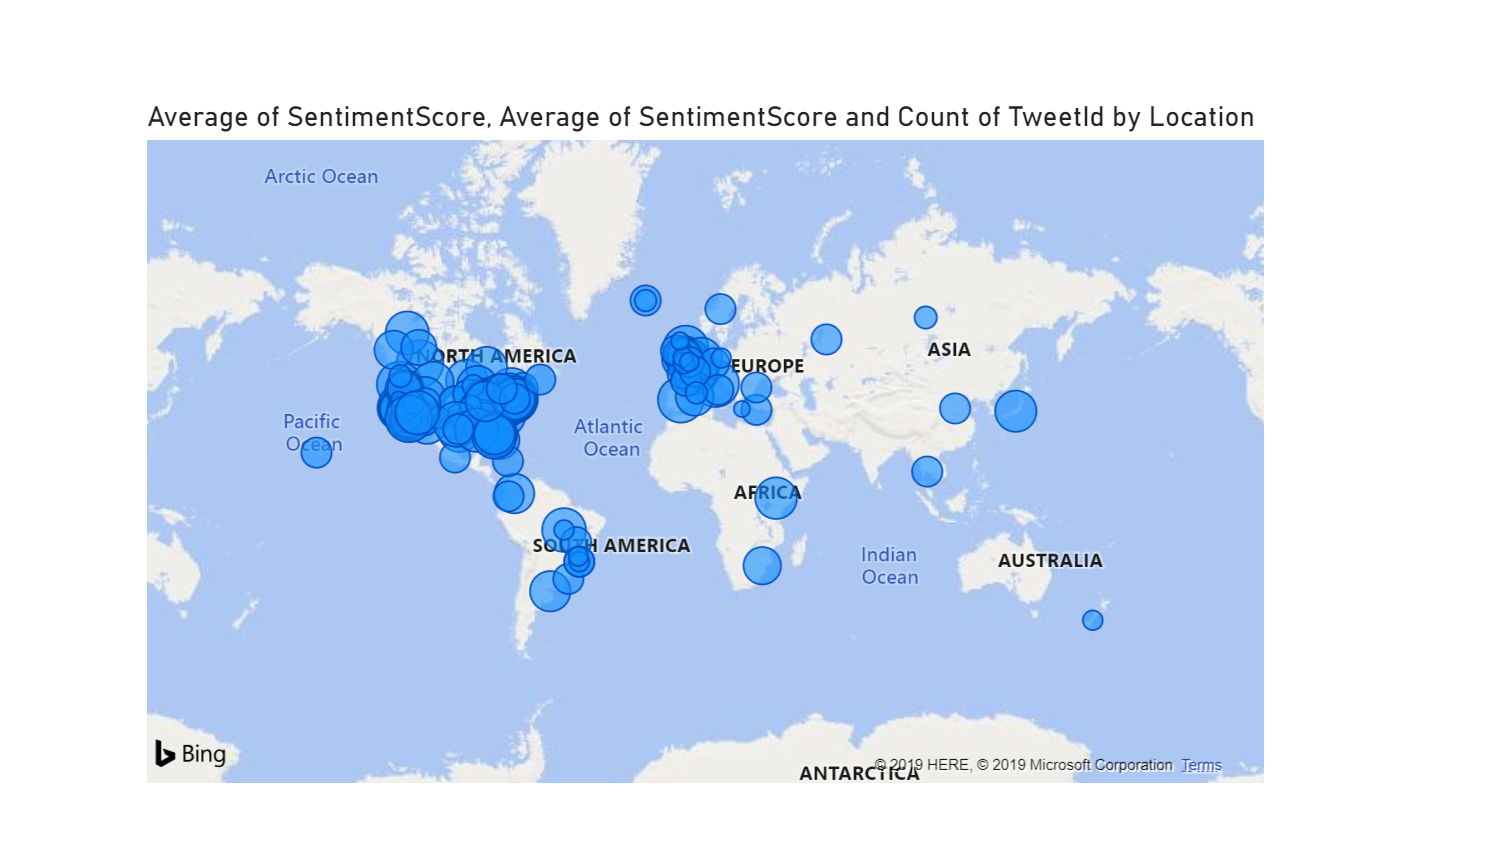 Average of SentimentScore, Average of SentimentScore and Count of TweetId by Location
Arctic Ocean
NORTH AMERICA
ASIA
EUROPE
Pacific
Ocean
Atlantic
Ocean
AFRICA
SOUTH AMERICA
Indian
Ocean
AUSTRALIA
Bing
© 2019 HERE, © 2019 Microsoft Corporation Terms
ANTARCTICA